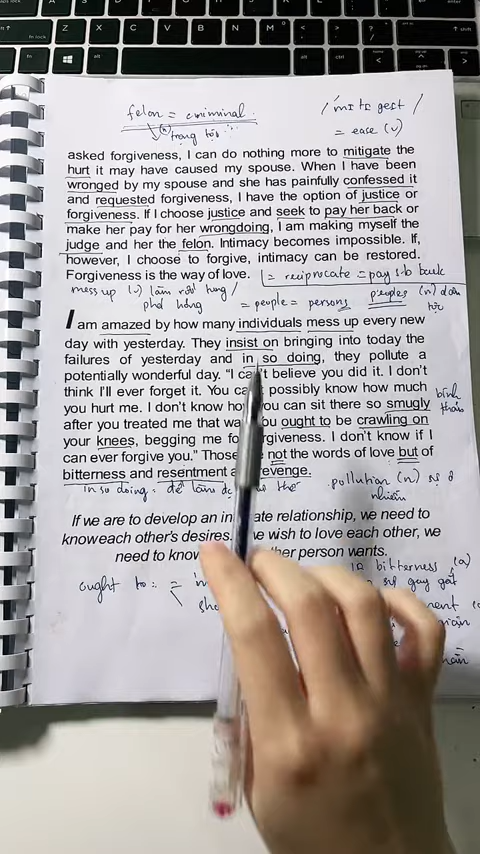 felon = criminal
/ˈmɪtɪgeɪt/
= ease (v)
asked forgiveness, I can do nothing more to mitigate the
hurt it may have caused my spouse. When I have been
wronged by my spouse and she has painfully confessed it
and requested forgiveness, I have the option of justice or
forgiveness. If I choose justice and seek to pay her back or
make her pay for her wrongdoing, I am making myself the
judge and her the felon. Intimacy becomes impossible. If,
however, I choose to forgive, intimacy can be restored.
Forgiveness is the way of love.
= reciprocate = pay s.b back
mess up (v)
= people = persons
peoples (n) dân tộc
I am amazed by how many individuals mess up every new
day with yesterday. They insist on bringing into today the
failures of yesterday and in so doing, they pollute a
potentially wonderful day. "I can't believe you did it. I don't
think I'll ever forget it. You can't possibly know how much
you hurt me. I don't know how you can sit there so smugly
after you treated me that way. You ought to be crawling on
your knees, begging me for forgiveness. I don't know if I
can ever forgive you." Those are not the words of love but of
bitterness and resentment and revenge.
in so doing: để làm
pollution (n) sự ô nhiễm
If we are to develop an intimate relationship, we need to
know each other's desires. If we wish to love each other, we
need to know what the other person wants.
ought to: =
bitterness
sự gay gắt